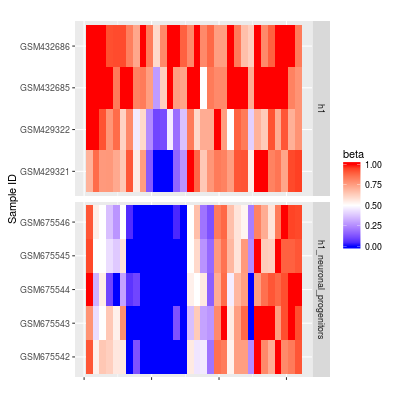 GSM432686
GSM432685
GSM429322
GSM429321
h1
GSM675546
GSM675545
GSM675544
GSM675543
GSM675542
h1_neuronal_progenitors
Sample ID
beta
1.00
0.75
0.50
0.25
0.00